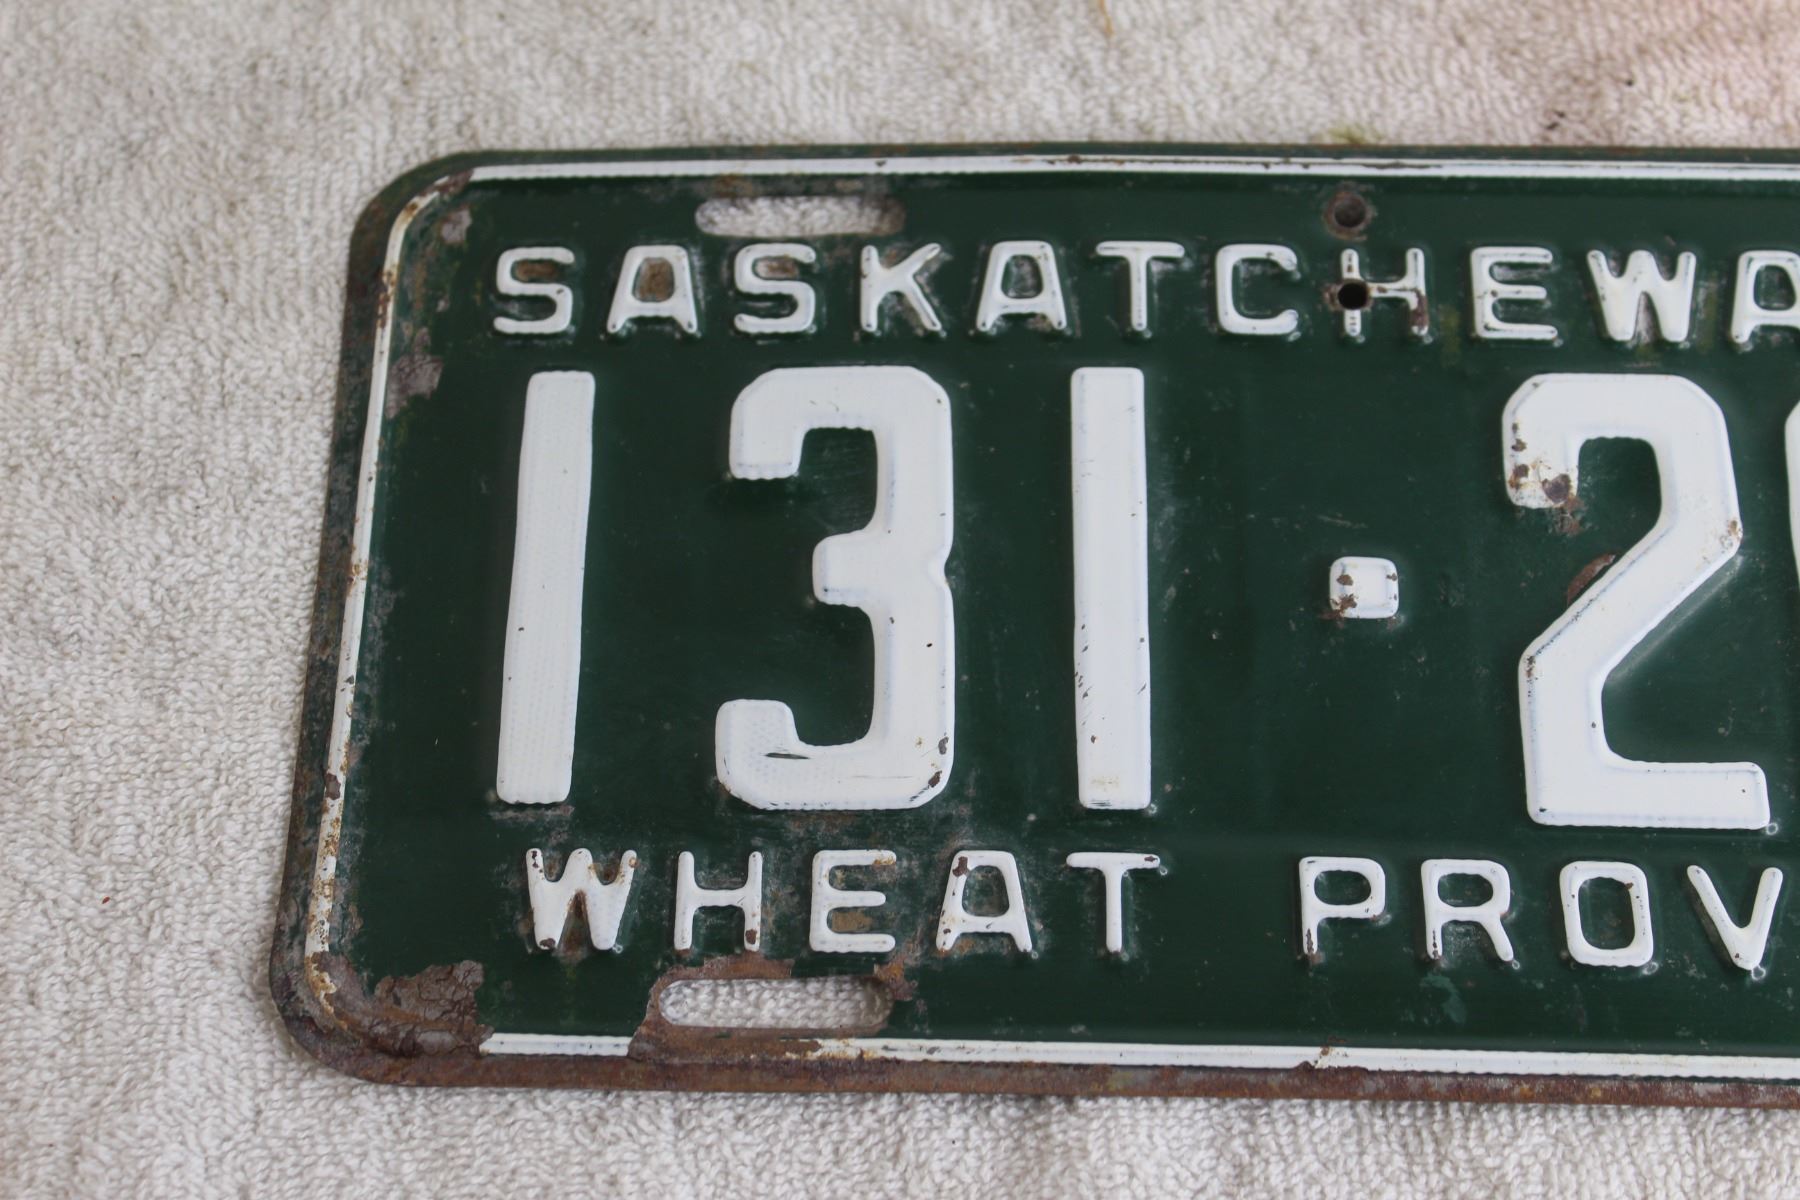 SASKATCHEWA
131·2
WHEAT PROV